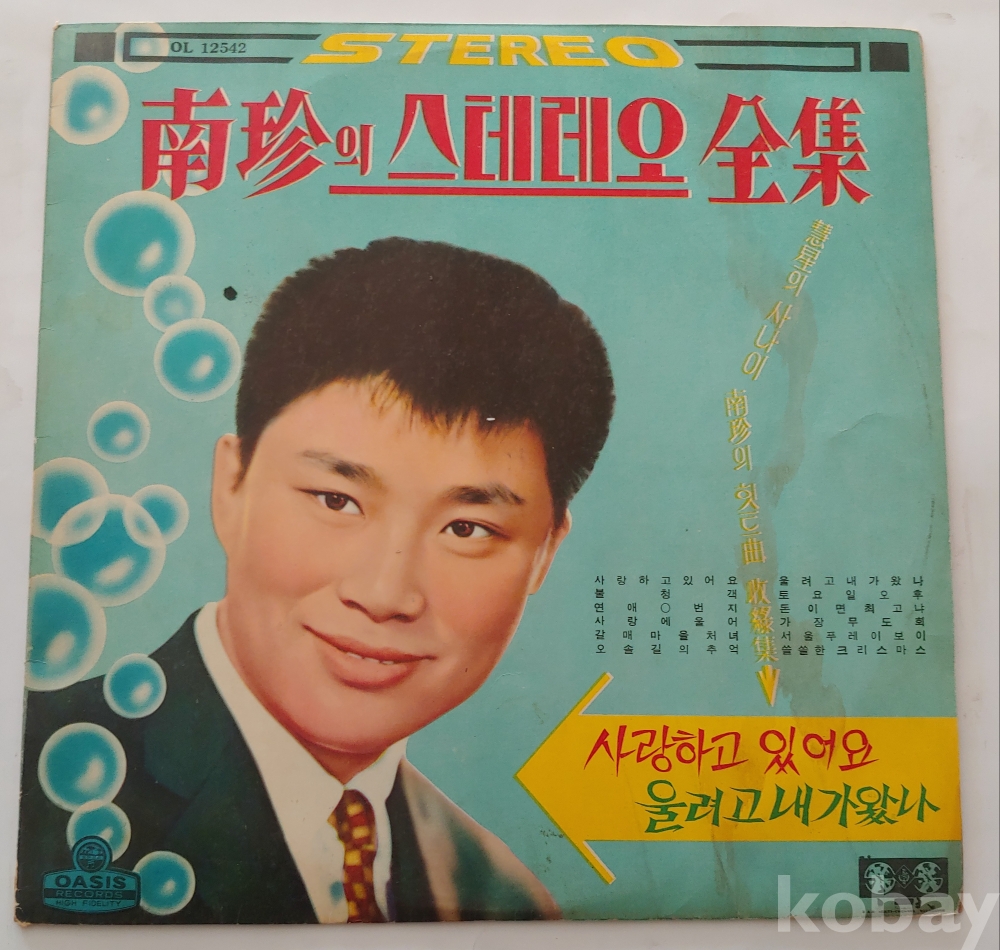 OL 12542
STEREO
南珍의 스테레오 全集
慧星의 사나이 南珍의 힛트曲 收錄集
사랑하고있어요 울려고내가왔나
불청객 토요일오후
연애○번지 돈이면최고냐
사랑에울어 가장무도회
갈매마을처녀 서울푸레이보이
오솔길의추억 쓸쓸한크리스마스
사랑하고 있어요
울려고 내가 왔나
OASIS
RECORDS
HIGH FIDELITY
kobay